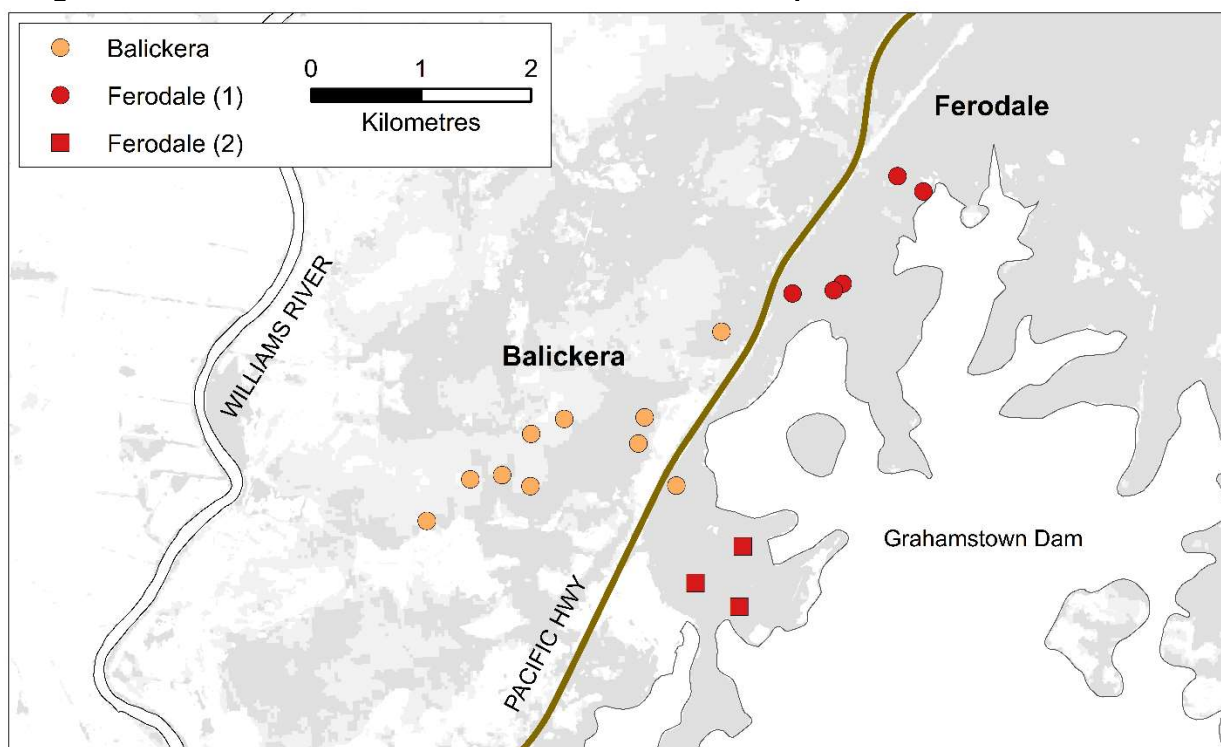 Balickera
Ferodale (1)
Ferodale (2)
0 1 2
Kilometres
Ferodale
WILLIAMS RIVER
Balickera
Grahamstown Dam
PACIFIC HWY